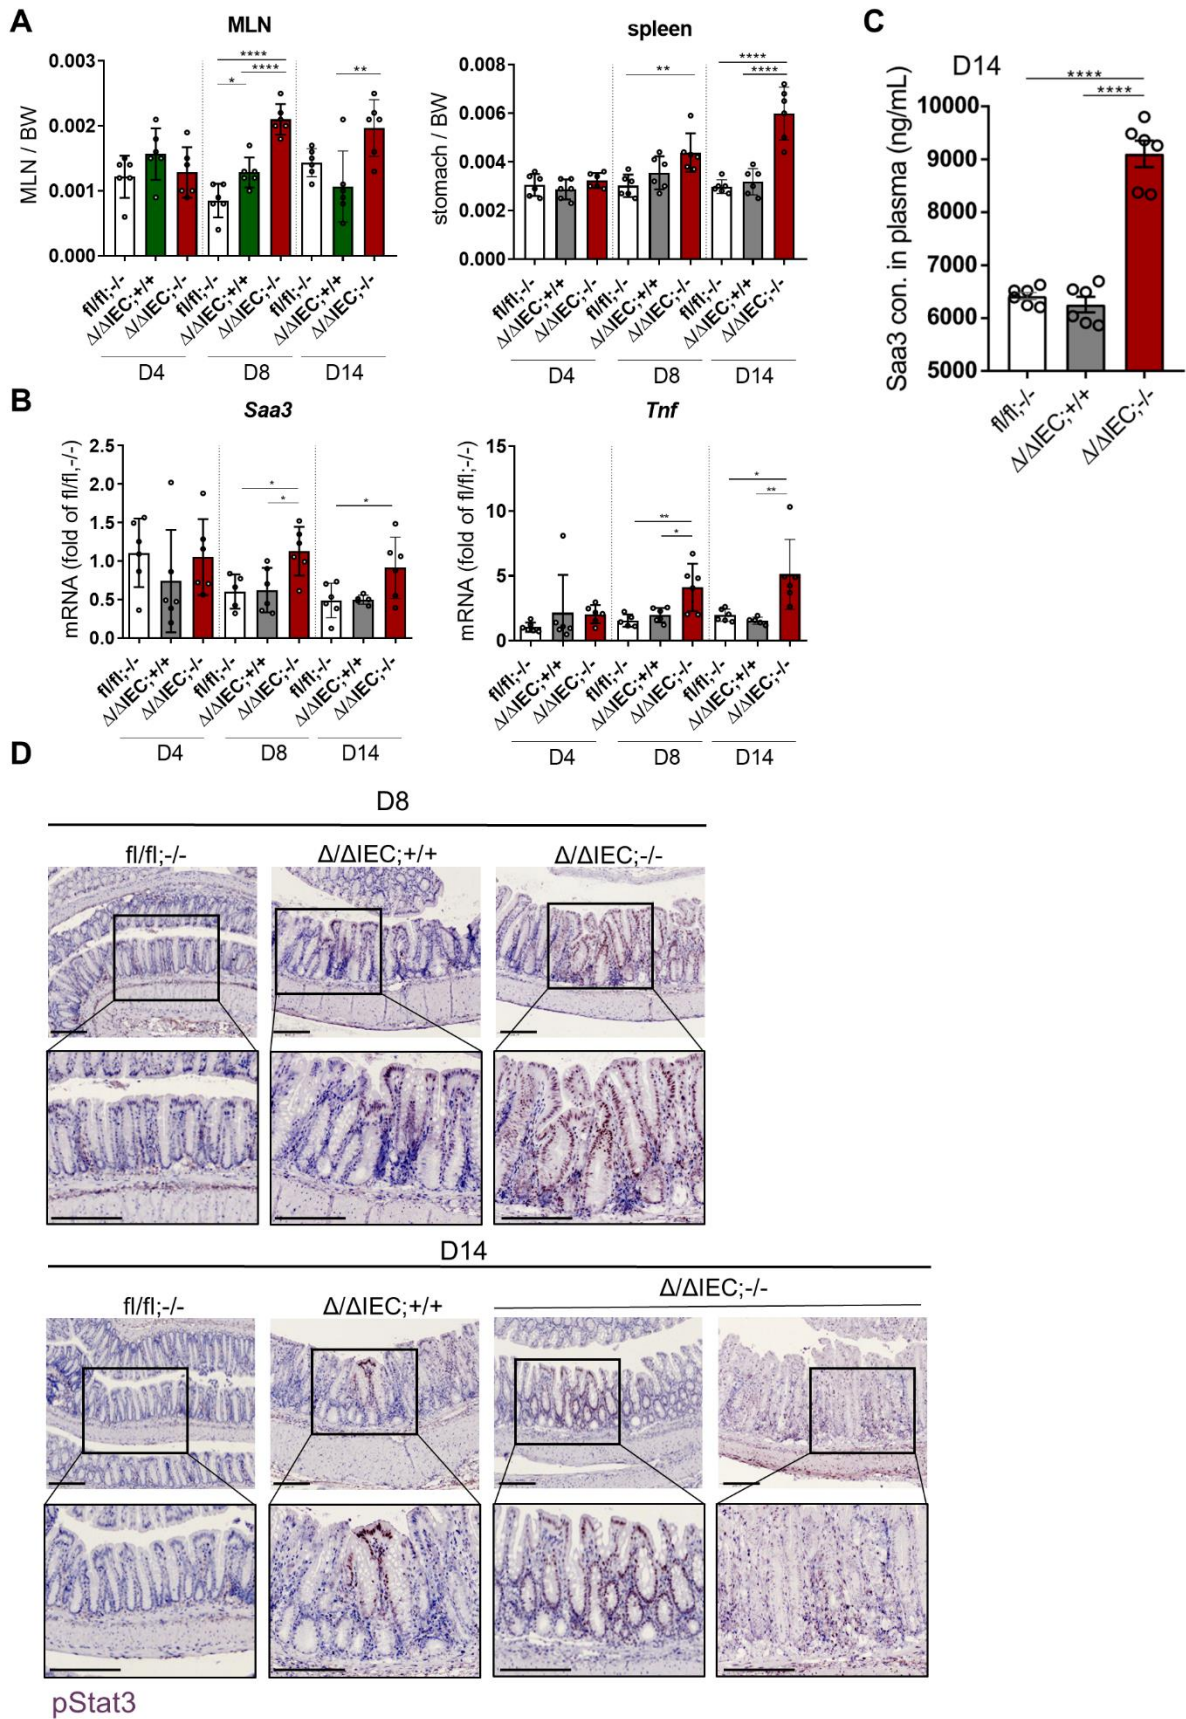 A
MLN
MLN / BW
0.003
0.002
0.001
0.000
****
****
*
**
fl/fl;-/-
Δ/ΔIEC;+/+
Δ/ΔIEC;-/-
fl/fl;-/-
Δ/ΔIEC;+/+
Δ/ΔIEC;-/-
fl/fl;-/-
Δ/ΔIEC;+/+
Δ/ΔIEC;-/-
D4
D8
D14
spleen
stomach / BW
0.008
0.006
0.004
0.002
0.000
**
****
****
fl/fl;-/-
Δ/ΔIEC;+/+
Δ/ΔIEC;-/-
fl/fl;-/-
Δ/ΔIEC;+/+
Δ/ΔIEC;-/-
fl/fl;-/-
Δ/ΔIEC;+/+
Δ/ΔIEC;-/-
D4
D8
D14
C
D14
Saa3 con. in plasma (ng/mL)
****
****
10000
9000
8000
7000
6000
5000
fl/fl;-/-
Δ/ΔIEC;+/+
Δ/ΔIEC;-/-
B
Saa3
mRNA (fold of fl/fl,-/-)
2.5
2.0
1.5
1.0
0.5
0.0
*
*
*
fl/fl;-/-
Δ/ΔIEC;+/+
Δ/ΔIEC;-/-
fl/fl;-/-
Δ/ΔIEC;+/+
Δ/ΔIEC;-/-
fl/fl;-/-
Δ/ΔIEC;+/+
Δ/ΔIEC;-/-
D4
D8
D14
Tnf
mRNA (fold of fl/fl;-/-)
15
10
5
0
**
*
*
**
fl/fl;-/-
Δ/ΔIEC;+/+
Δ/ΔIEC;-/-
fl/fl;-/-
Δ/ΔIEC;+/+
Δ/ΔIEC;-/-
fl/fl;-/-
Δ/ΔIEC;+/+
Δ/ΔIEC;-/-
D4
D8
D14
D
D8
fl/fl;-/-
Δ/ΔIEC;+/+
Δ/ΔIEC;-/-
D14
fl/fl;-/-
Δ/ΔIEC;+/+
Δ/ΔIEC;-/-
pStat3